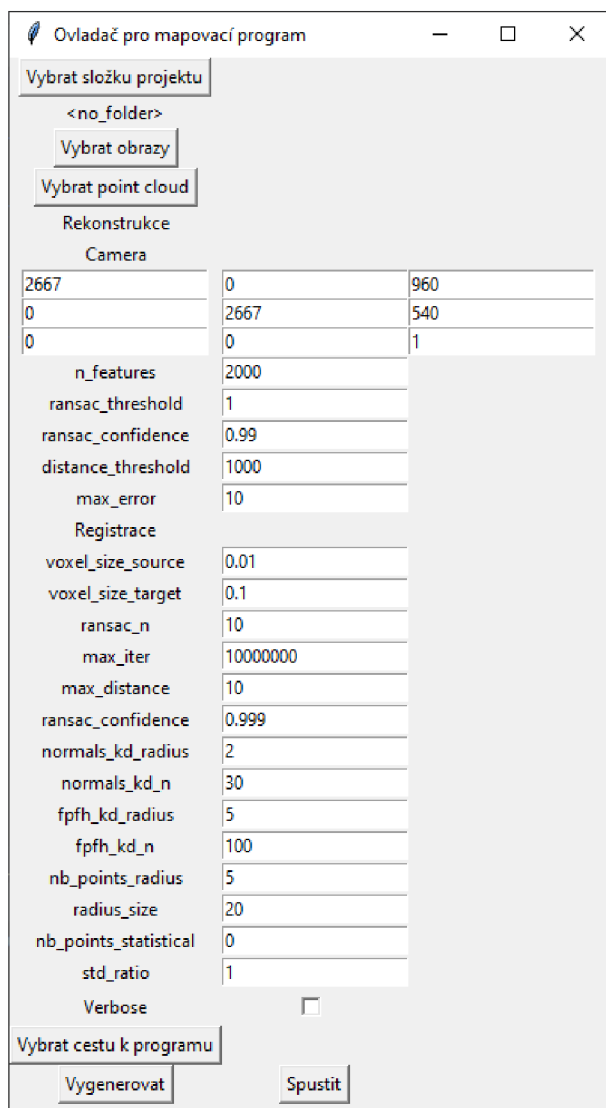 Ovladač pro mapovací program
Vybrat složku projektu
<no_folder>
Vybrat obrazy
Vybrat point cloud
Rekonstrukce
Camera
2667 0 960
0 2667 540
0 0 1
n_features 2000
ransac_threshold 1
ransac_confidence 0.99
distance_threshold 1000
max_error 10
Registrace
voxel_size_source 0.01
voxel_size_target 0.1
ransac_n 10
max_iter 10000000
max_distance 10
ransac_confidence 0.999
normals_kd_radius 2
normals_kd_n 30
fpfh_kd_radius 5
fpfh_kd_n 100
nb_points_radius 5
radius_size 20
nb_points_statistical 0
std_ratio 1
Verbose
Vybrat cestu k programu
Vygenerovat Spustit